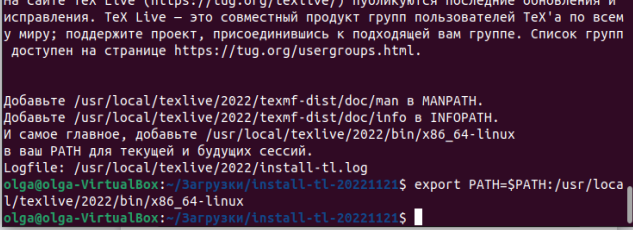 На сайте TeX Live (https://tug.org/texlive/) публикуются последние обновления и
исправления. TeX Live — это совместный продукт групп пользователей TeX'а по всем
у миру; поддержите проект, присоединившись к подходящей вам группе. Список групп
доступен на странице https://tug.org/usergroups.html.
Добавьте /usr/local/texlive/2022/texmf-dist/doc/man в MANPATH.
Добавьте /usr/local/texlive/2022/texmf-dist/doc/info в INFOPATH.
И самое главное, добавьте /usr/local/texlive/2022/bin/x86_64-linux
в ваш PATH для текущей и будущих сессий.
Logfile: /usr/local/texlive/2022/install-tl.log
olga@olga-VirtualBox:~/Загрузки/install-tl-20221121$ export PATH=$PATH:/usr/loca
l/texlive/2022/bin/x86_64-linux
olga@olga-VirtualBox:~/Загрузки/install-tl-20221121$